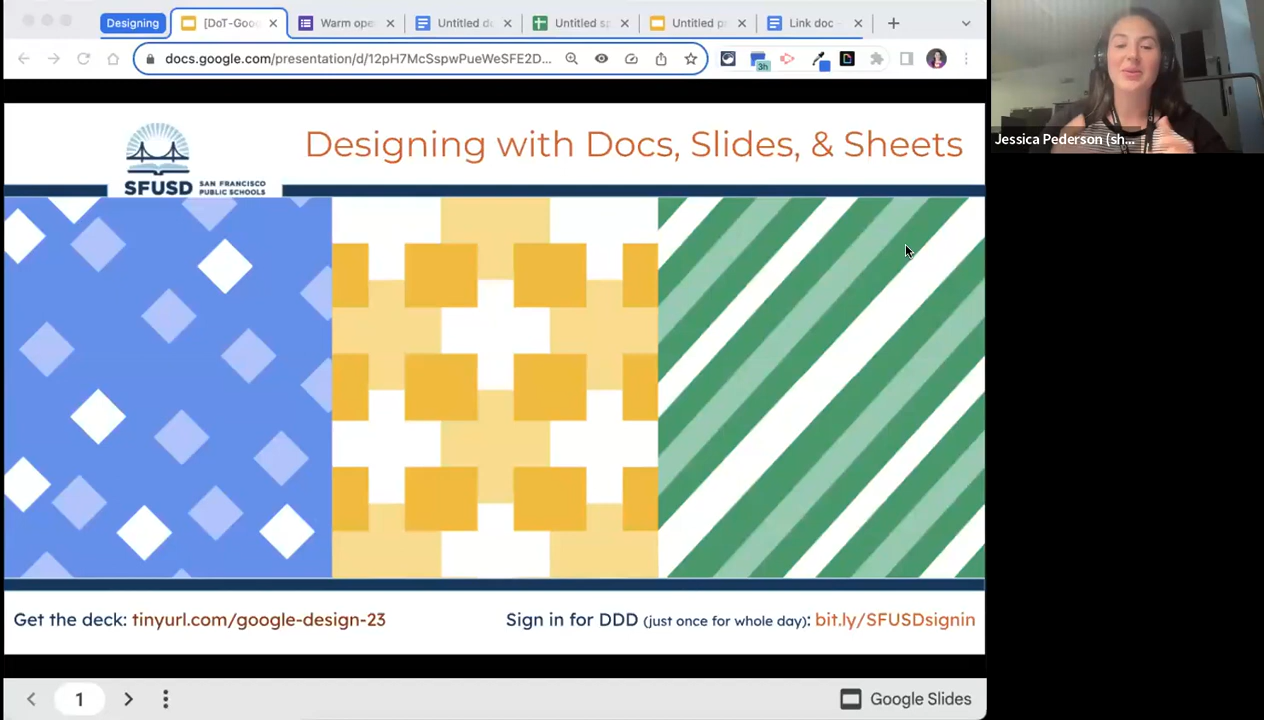 Designing
[DoT-Goo
Warm ope
Untitled d
Untitled sp
Untitled p
Link doc -
docs.google.com/presentation/d/12pH7McSspwPueWeSFE2D...
3h
Jessica Pederson (sh...
Designing with Docs, Slides, & Sheets
SFUSD
SAN FRANCISCO
PUBLIC SCHOOLS
Get the deck: tinyurl.com/google-design-23
Sign in for DDD (just once for whole day): bit.ly/SFUSDsignin
1
Google Slides